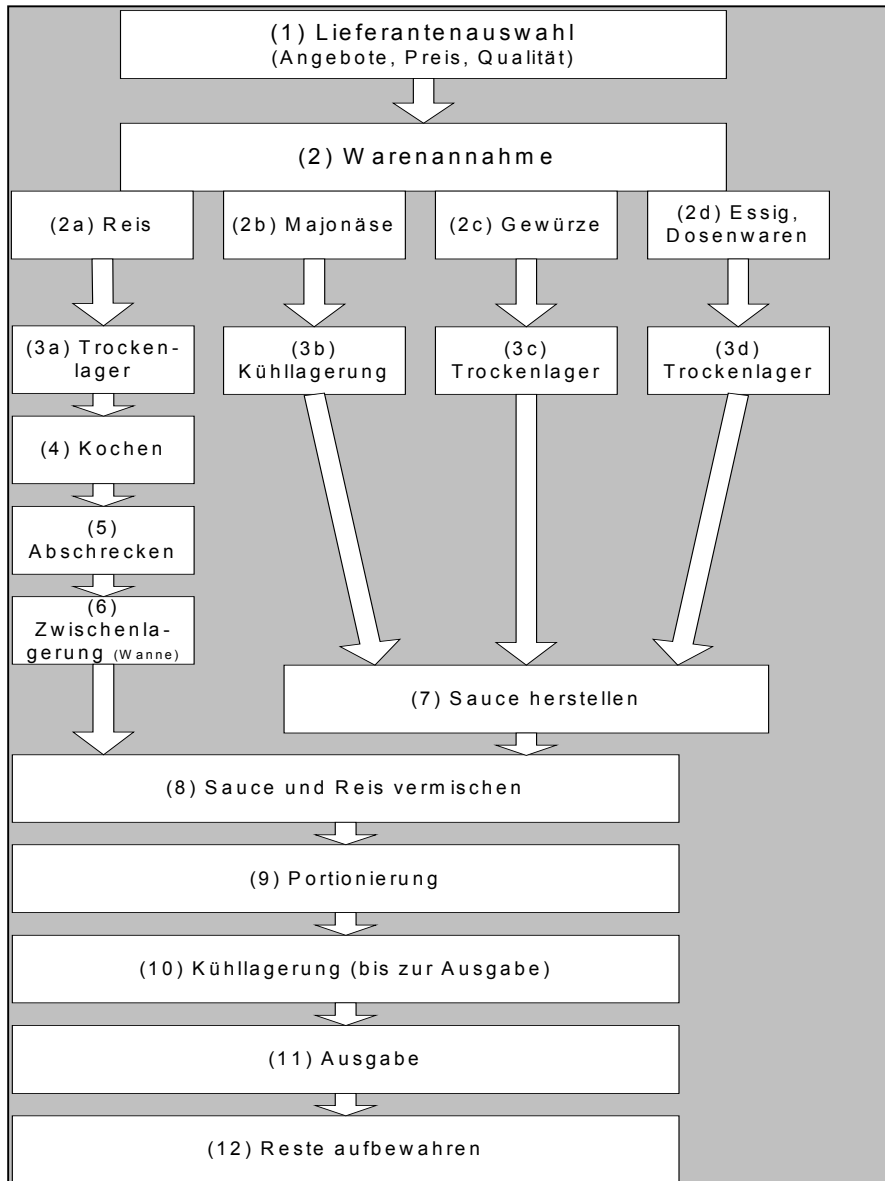 (1) Lieferantenauswahl
(Angebote, Preis, Qualität)
(2) Warenannahme
(2a) Reis
(2b) Majonäse
(2c) Gewürze
(2d) Essig,
Dosenwaren
(3a) Trocken-
lager
(3b)
Kühllagerung
(3c)
Trockenlager
(3d)
Trockenlager
(4) Kochen
(5)
Abschrecken
(6)
Zwischenla-
gerung (Wanne)
(7) Sauce herstellen
(8) Sauce und Reis vermischen
(9) Portionierung
(10) Kühllagerung (bis zur Ausgabe)
(11) Ausgabe
(12) Reste aufbewahren